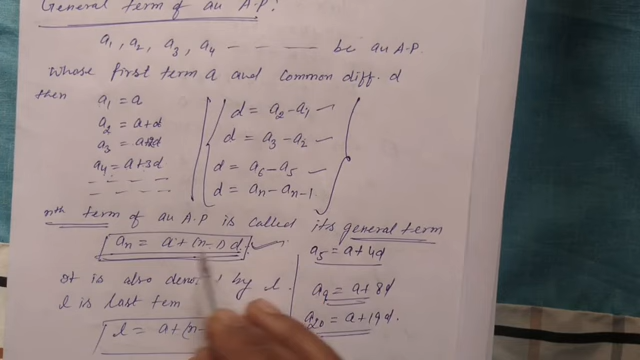 General term of an A.P:
a₁, a₂, a₃, a₄ - - - - - - be an A.P.
Whose first term a and common diff. d
then
a₁ = a
a₂ = a+d
a₃ = a+2d
a₄ = a+3d
d = a₂-a₁
d = a₃-a₂
d = a₆-a₅
d = aₙ-aₙ₋₁
nth term of an A.P is called its general term
aₙ = a+(n-1)d
a₅ = a+4d
It is also by l.
l is last tem
l = a+(n-
a₉ = a+8d
a₂₀ = a+19d.